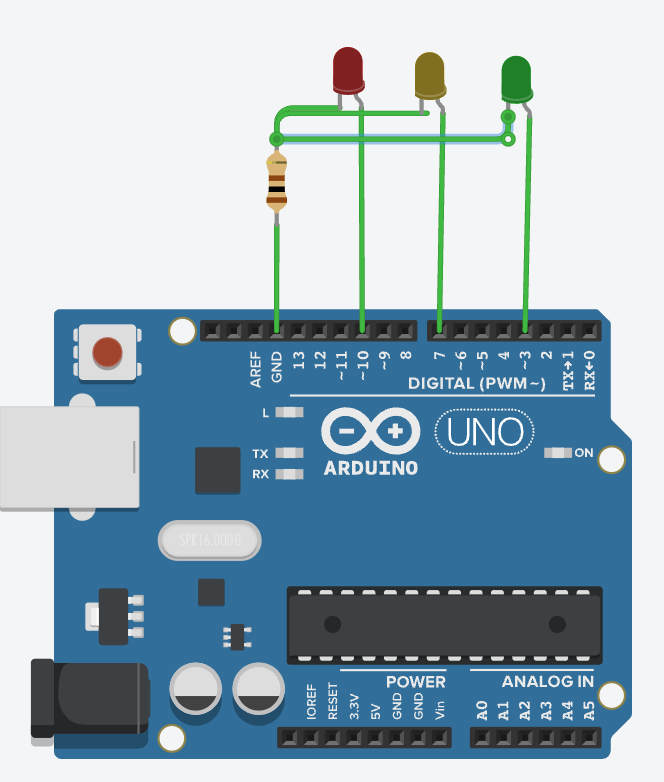 AREF
GND
13
12
~11
~10
~9
8
7
~6
~5
4
~3
2
TX→1
RX←0
DIGITAL (PWM~)
L
TX
RX
UNO
ARDUINO
ON
SPK16.000G
POWER
ANALOG IN
IOREF
RESET
3.3V
5V
GND
GND
Vin
A0
A1
A2
A3
A4
A5